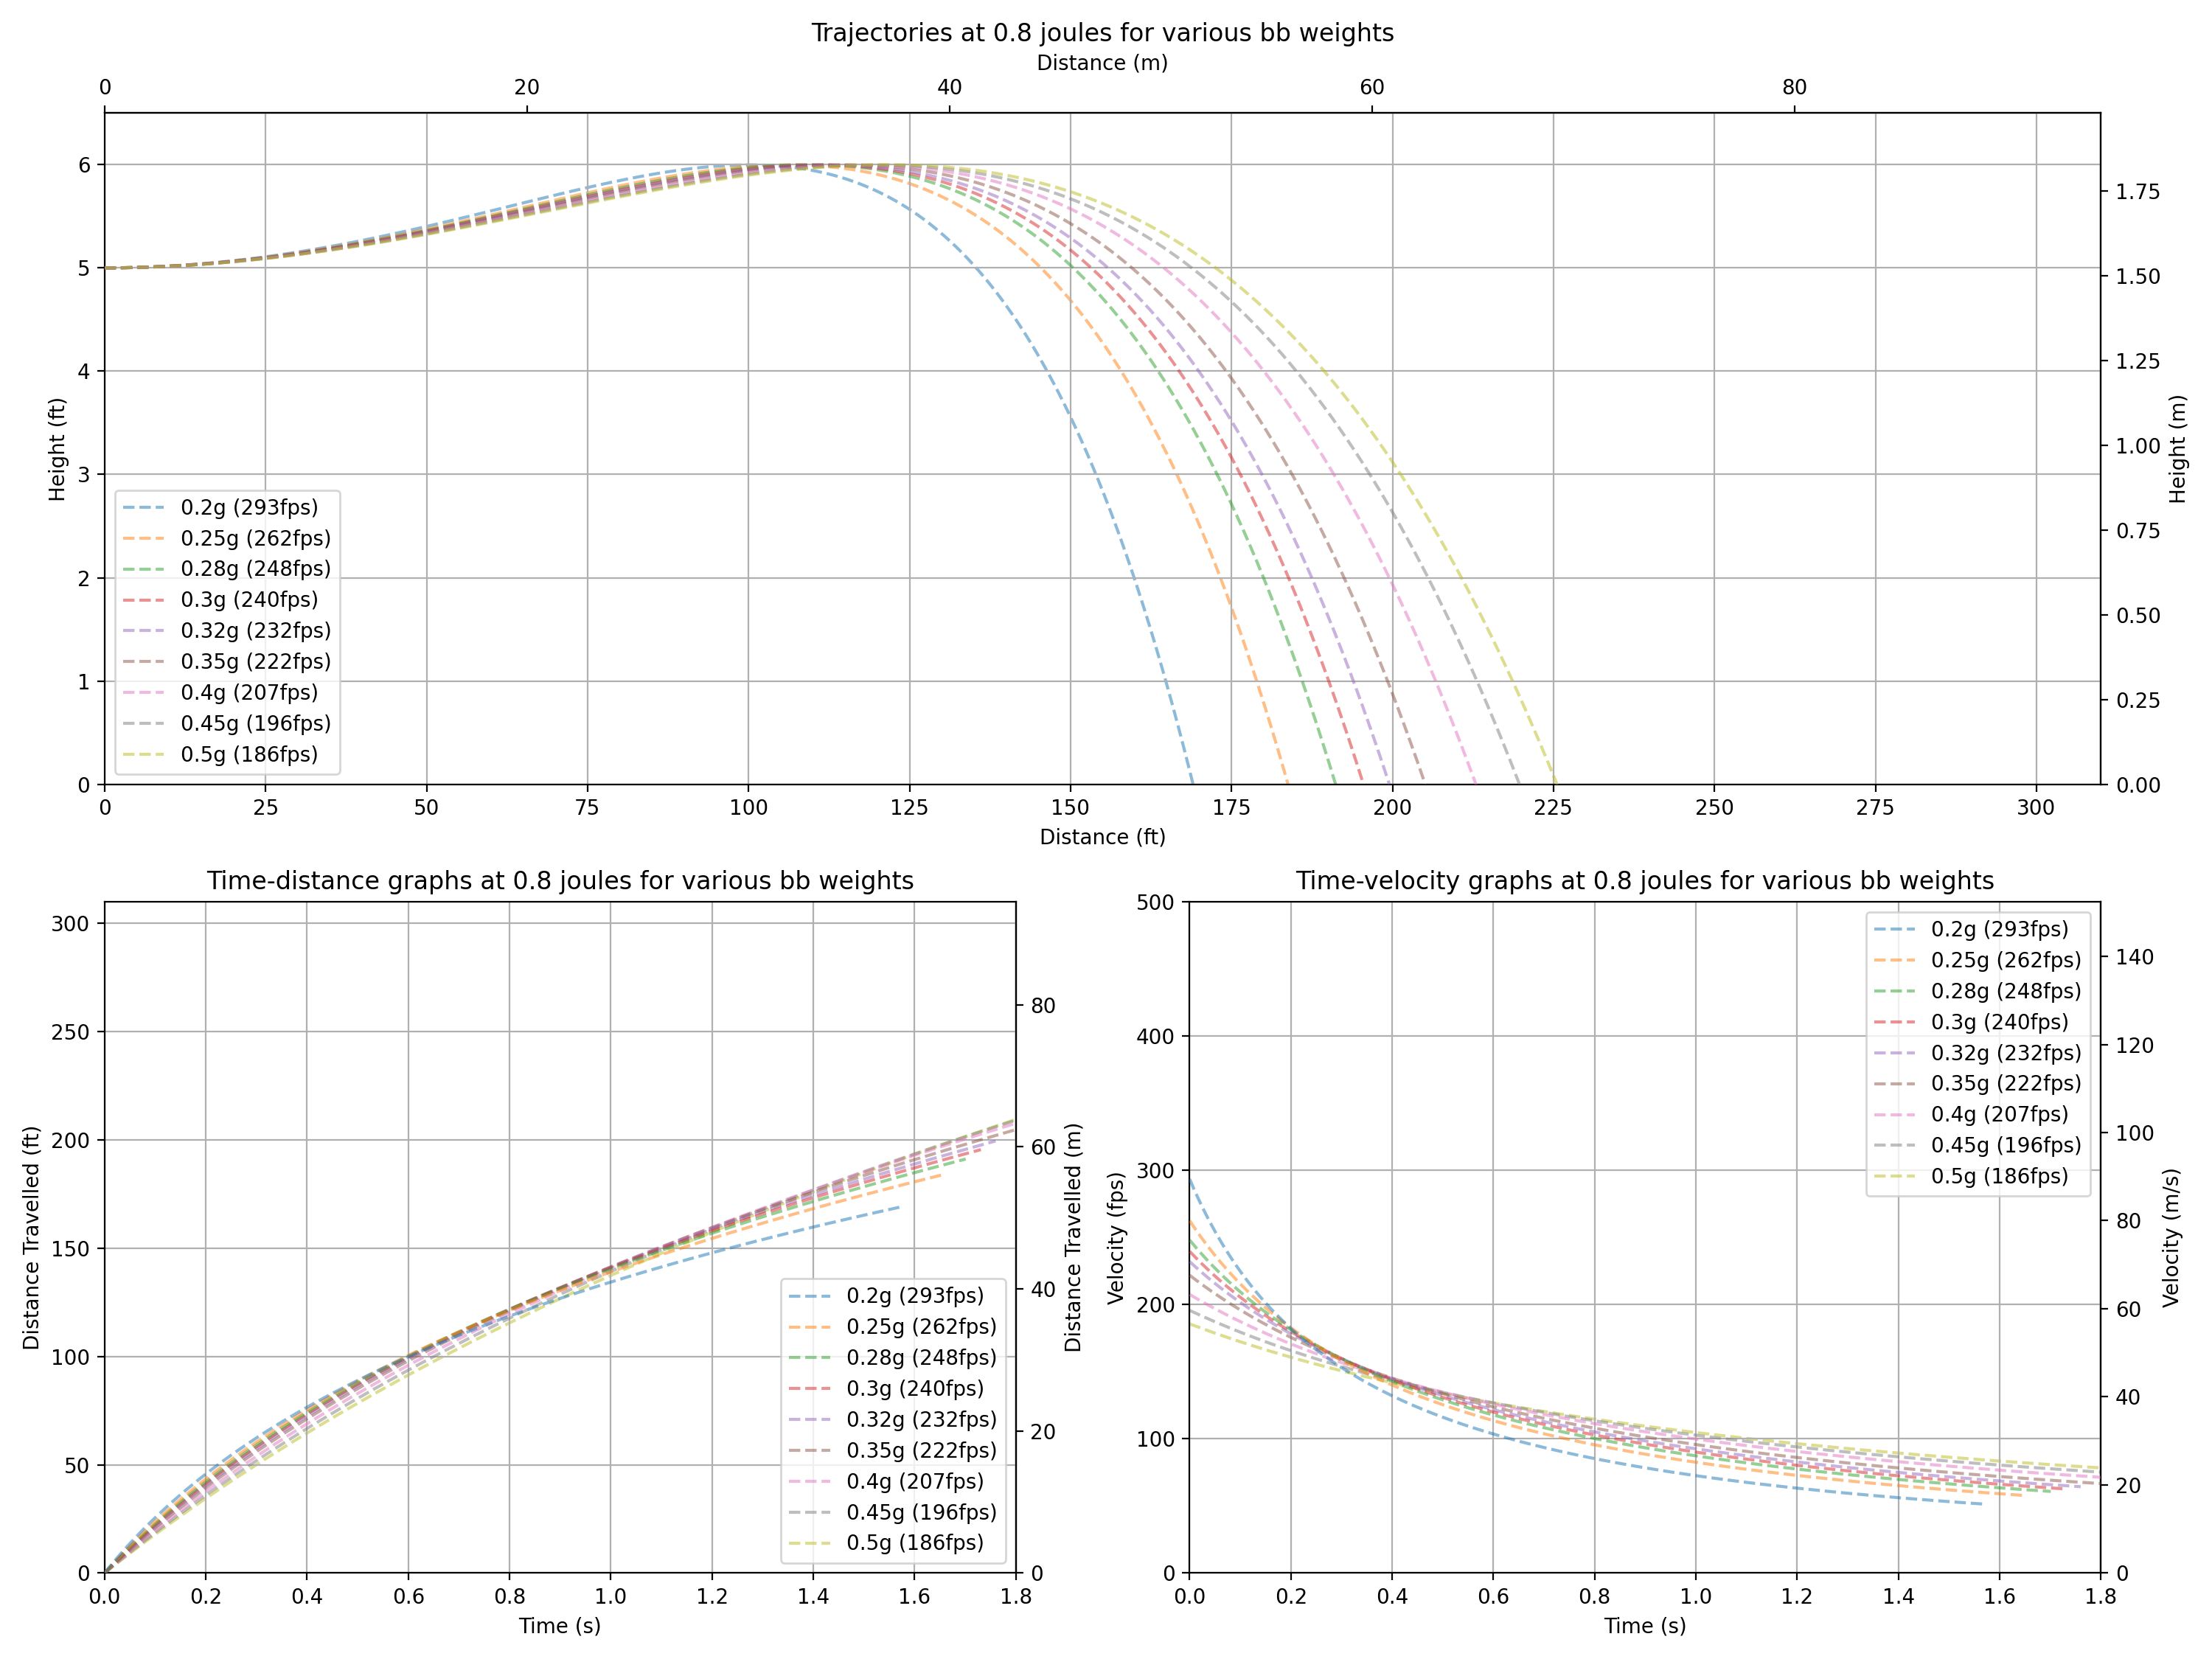 Trajectories at 0.8 joules for various bb weights
Distance (m)
0 20 40 60 80
6
5
4
3
2
1
0
Height (ft)
1.75
1.50
1.25
1.00
0.75
0.50
0.25
0.00
Height (m)
0.2g (293fps)
0.25g (262fps)
0.28g (248fps)
0.3g (240fps)
0.32g (232fps)
0.35g (222fps)
0.4g (207fps)
0.45g (196fps)
0.5g (186fps)
0 25 50 75 100 125 150 175 200 225 250 275 300
Distance (ft)
Time-distance graphs at 0.8 joules for various bb weights
300
250
200
150
100
50
0
Distance Travelled (ft)
80
60
40
20
0
Distance Travelled (m)
0.2g (293fps)
0.25g (262fps)
0.28g (248fps)
0.3g (240fps)
0.32g (232fps)
0.35g (222fps)
0.4g (207fps)
0.45g (196fps)
0.5g (186fps)
0.0 0.2 0.4 0.6 0.8 1.0 1.2 1.4 1.6 1.8
Time (s)
Time-velocity graphs at 0.8 joules for various bb weights
500
400
300
200
100
0
Velocity (fps)
140
120
100
80
60
40
20
0
Velocity (m/s)
0.2g (293fps)
0.25g (262fps)
0.28g (248fps)
0.3g (240fps)
0.32g (232fps)
0.35g (222fps)
0.4g (207fps)
0.45g (196fps)
0.5g (186fps)
0.0 0.2 0.4 0.6 0.8 1.0 1.2 1.4 1.6 1.8
Time (s)